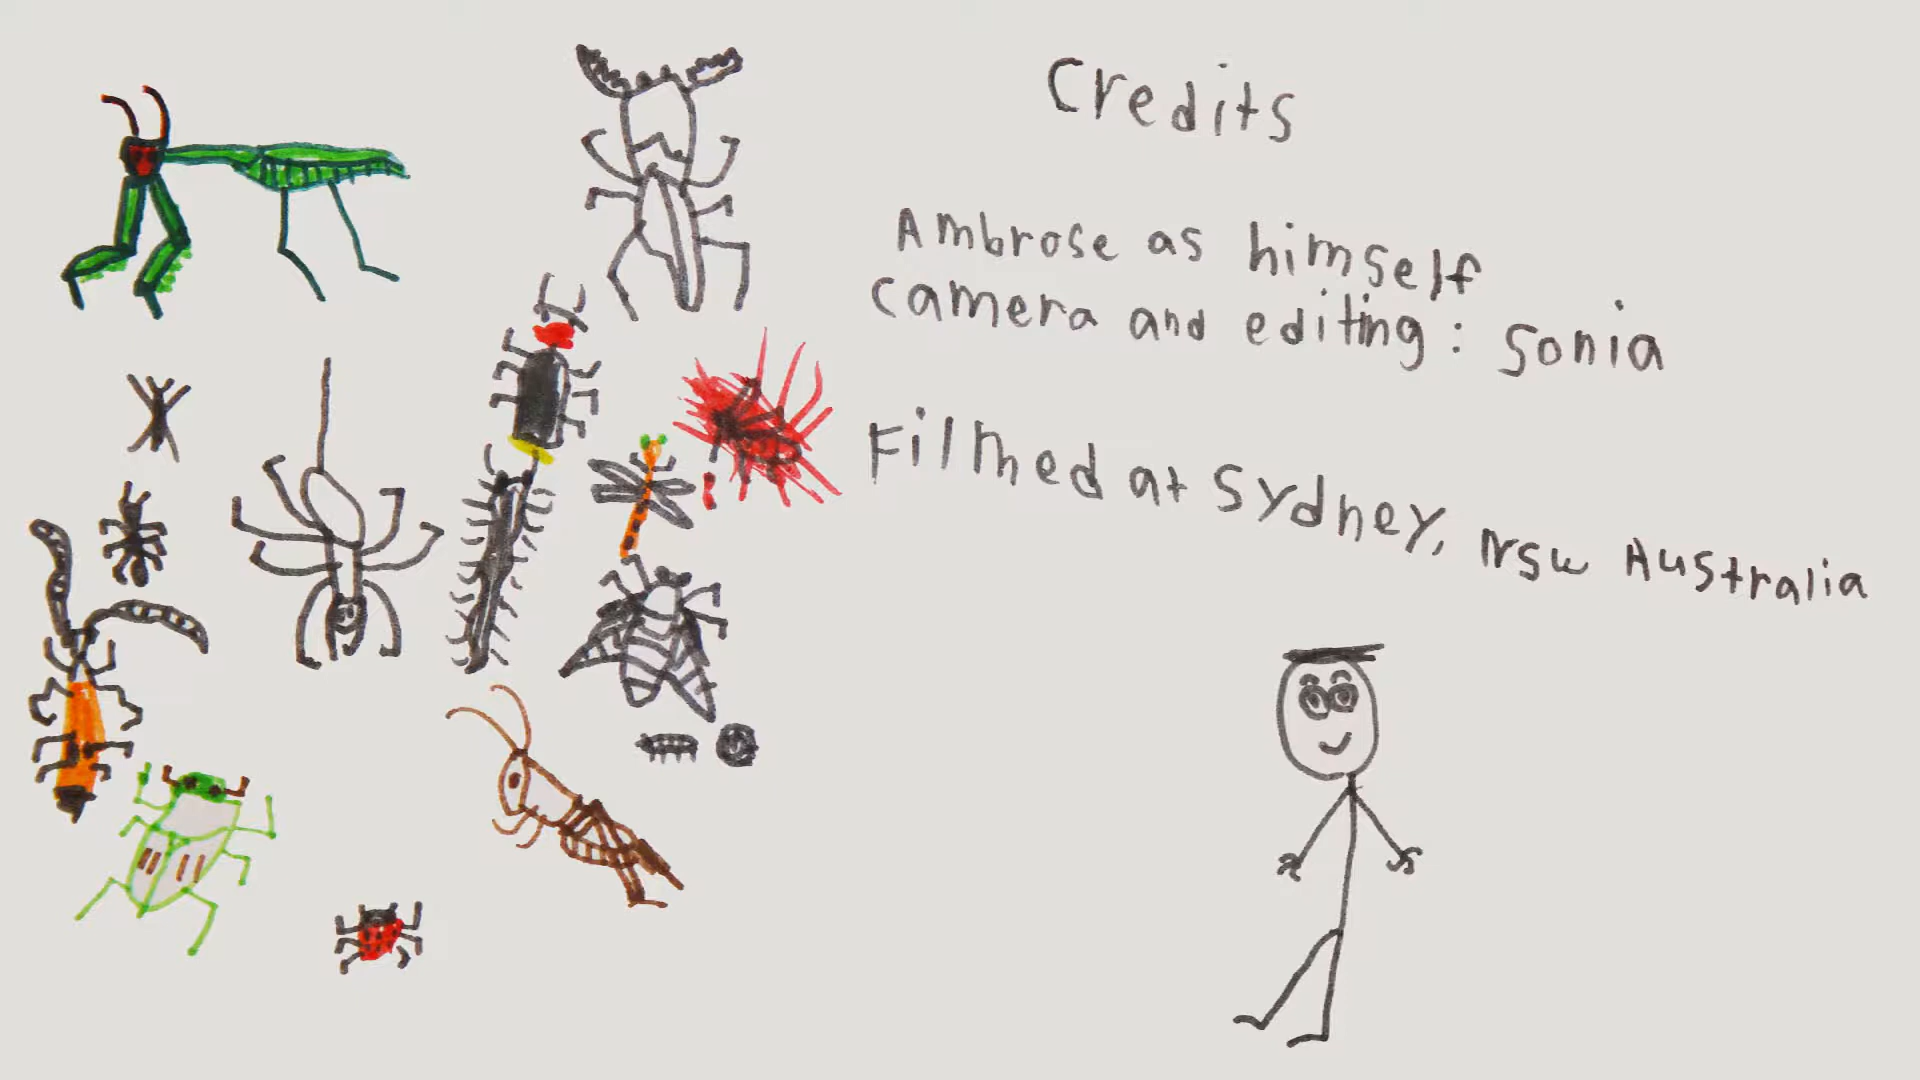 Credits
Ambrose as himself
camera and editing: Sonia
Filmed at Sydney, NSW Australia